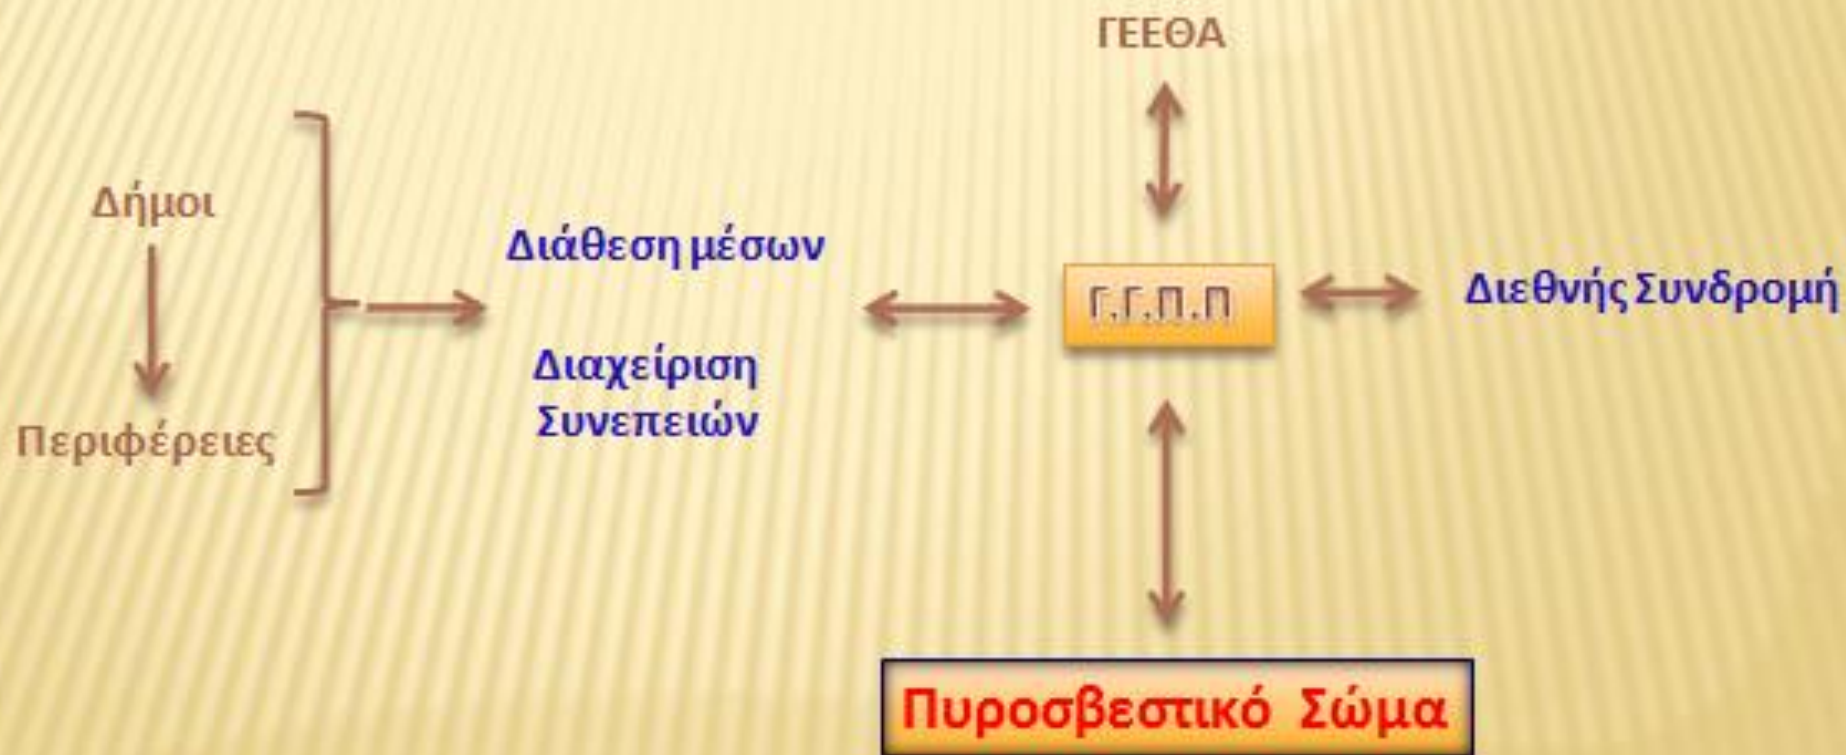 ΓΕΕΘΑ
Δήμοι
Περιφέρειες
Διάθεση μέσων
Διαχείριση
Συνεπειών
Γ.Γ.Π.Π
Διεθνής Συνδρομή
Πυροσβεστικό Σώμα